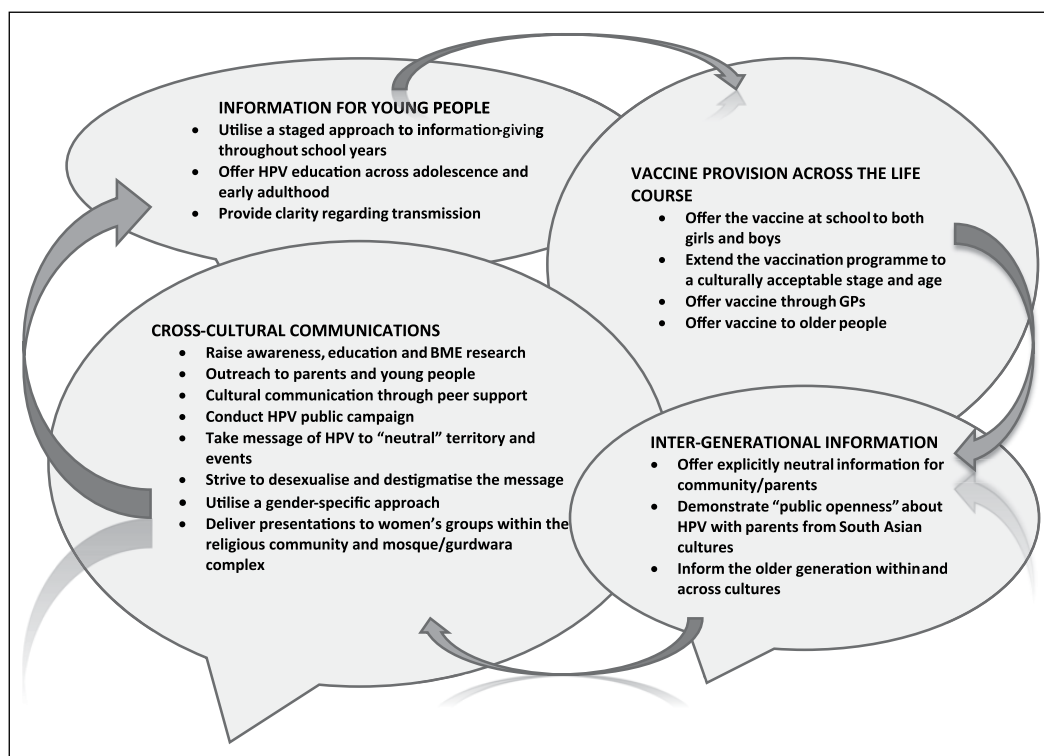 INFORMATION FOR YOUNG PEOPLE
• Utilise a staged approach to information-giving
throughout school years
• Offer HPV education across adolescence and
early adulthood
• Provide clarity regarding transmission
VACCINE PROVISION ACROSS THE LIFE
COURSE
• Offer the vaccine at school to both
girls and boys
• Extend the vaccination programme to
a culturally acceptable stage and age
• Offer vaccine through GPs
• Offer vaccine to older people
CROSS-CULTURAL COMMUNICATIONS
• Raise awareness, education and BME research
• Outreach to parents and young people
• Cultural communication through peer support
• Conduct HPV public campaign
• Take message of HPV to “neutral” territory and
events
• Strive to desexualise and destigmatise the message
• Utilise a gender-specific approach
• Deliver presentations to women’s groups within the
religious community and mosque/gurdwara
complex
INTER-GENERATIONAL INFORMATION
• Offer explicitly neutral information for
community/parents
• Demonstrate “public openness” about
HPV with parents from South Asian
cultures
• Inform the older generation within and
across cultures